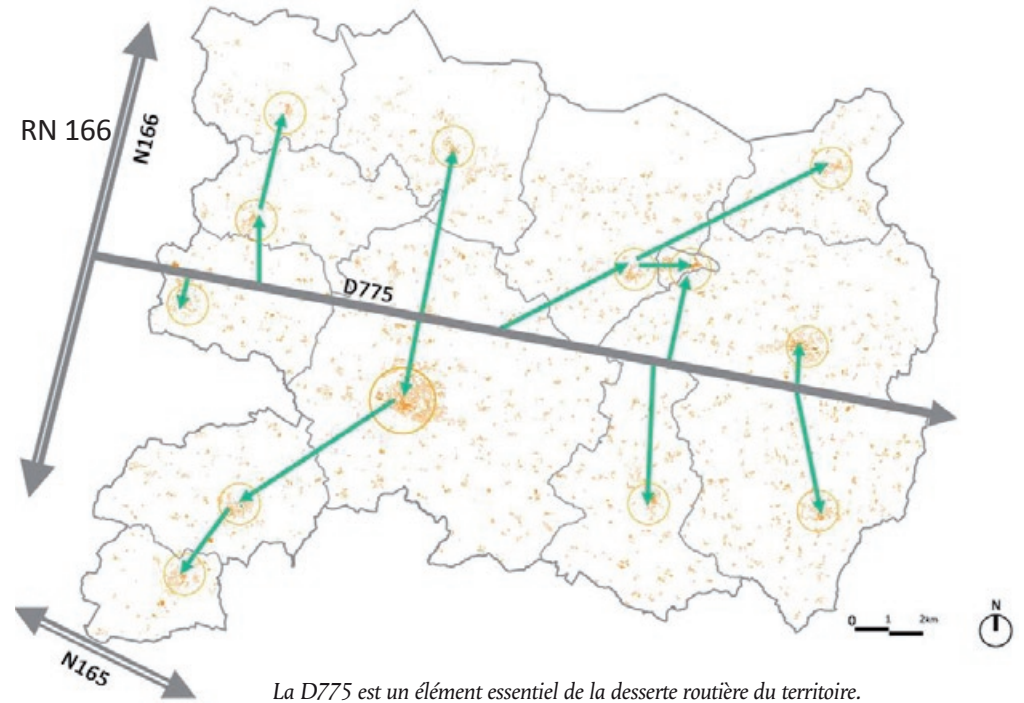 RN 166
N166
D775
N165
0 1 2km
N
La D775 est un élément essentiel de la desserte routière du territoire.